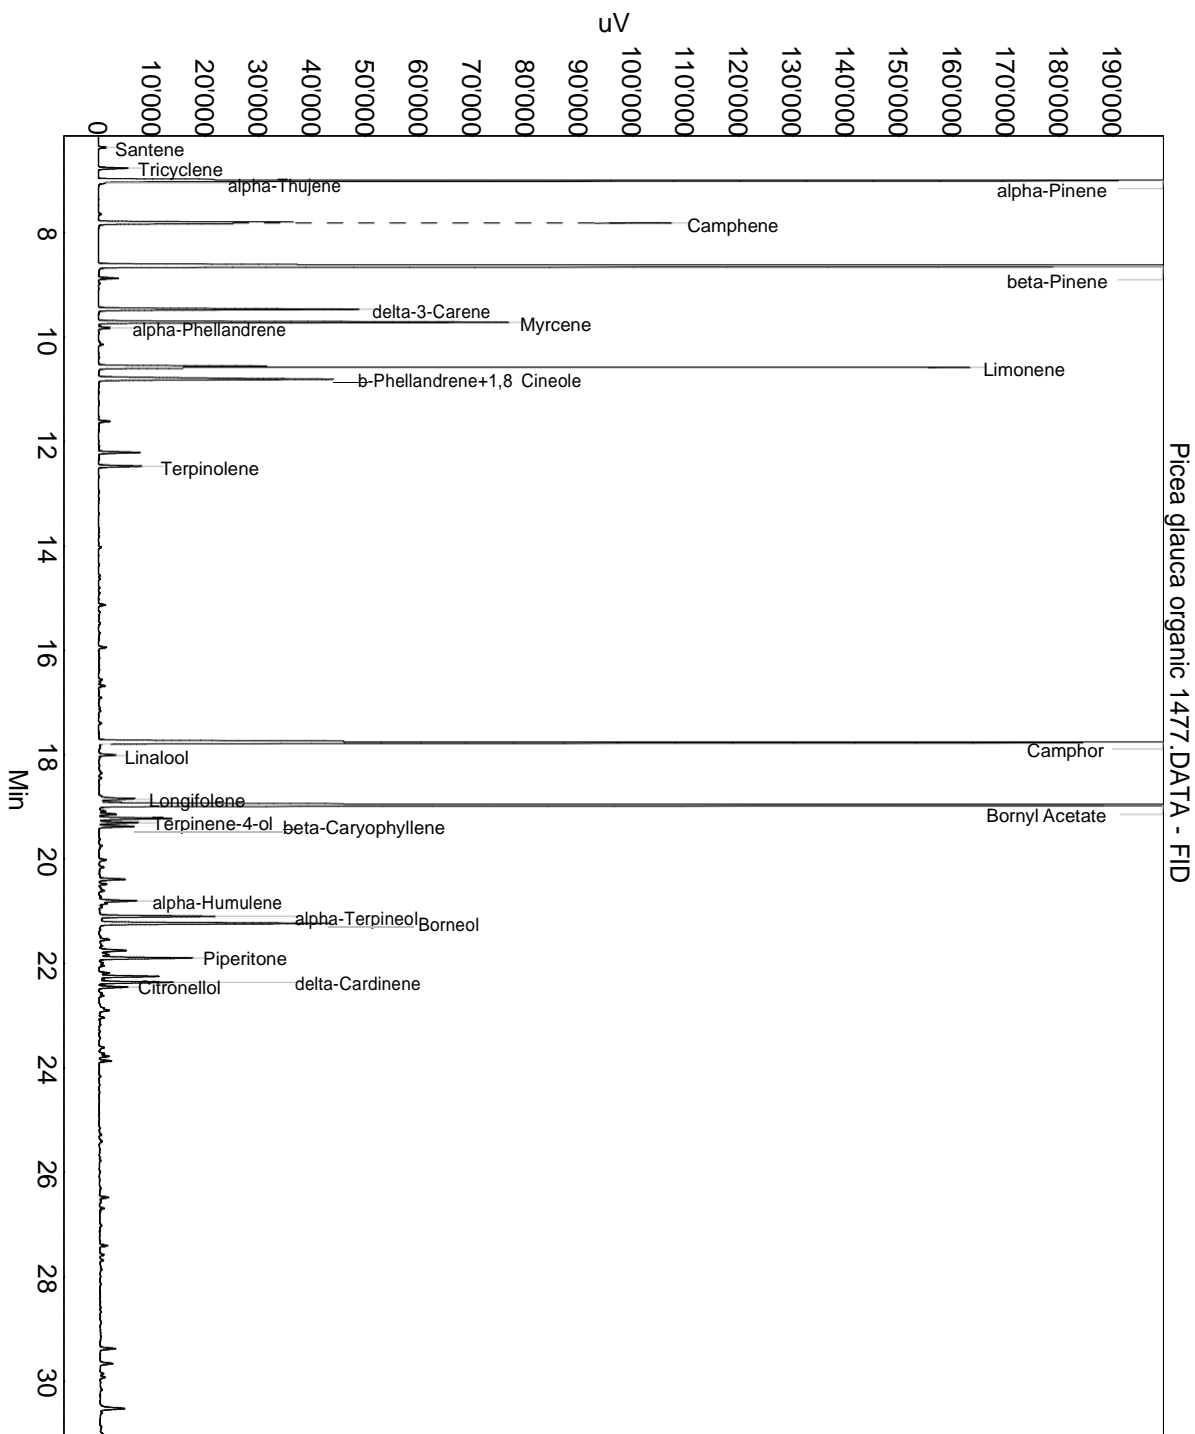 uV
0
10'000
20'000
30'000
40'000
50'000
60'000
70'000
80'000
90'000
100'000
110'000
120'000
130'000
140'000
150'000
160'000
170'000
180'000
190'000
Santene
Tricyclene
alpha-Thujene
alpha-Pinene
Camphene
beta-Pinene
delta-3-Carene
Myrcene
alpha-Phellandrene
Limonene
b-Phellandrene+1,8 Cineole
Terpinolene
Camphor
Linalool
Longifolene
Bornyl Acetate
Terpinene-4-ol
beta-Caryophyllene
alpha-Humulene
alpha-Terpineol
Borneol
Piperitone
delta-Cardinene
Citronellol
8
10
12
14
16
18
20
22
24
26
28
30
Min
Picea glauca organic 1477.DATA - FID